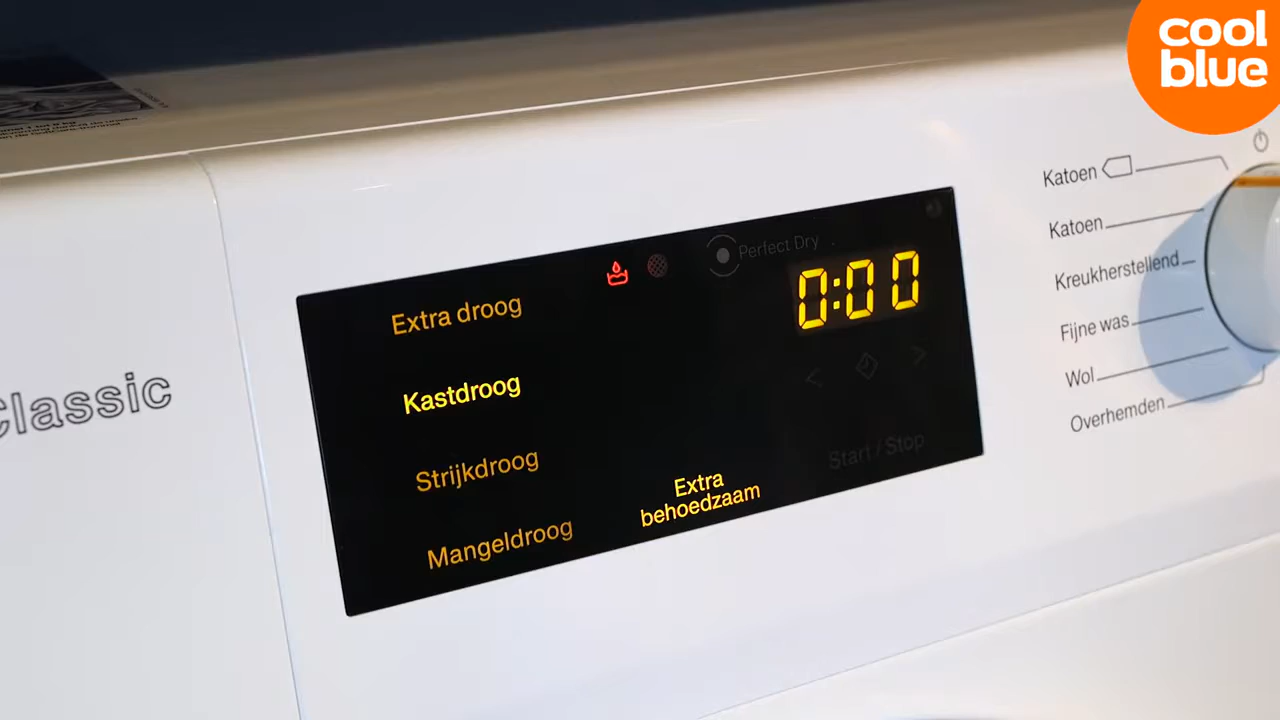 cool
blue
Classic
Extra droog
Kastdroog
Strijkdroog
Mangeldroog
Extra
behoedzaam
Perfect Dry
0:00
Start / Stop
Katoen
Katoen
Kreukherstellend
Fijne was
Wol
Overhemden